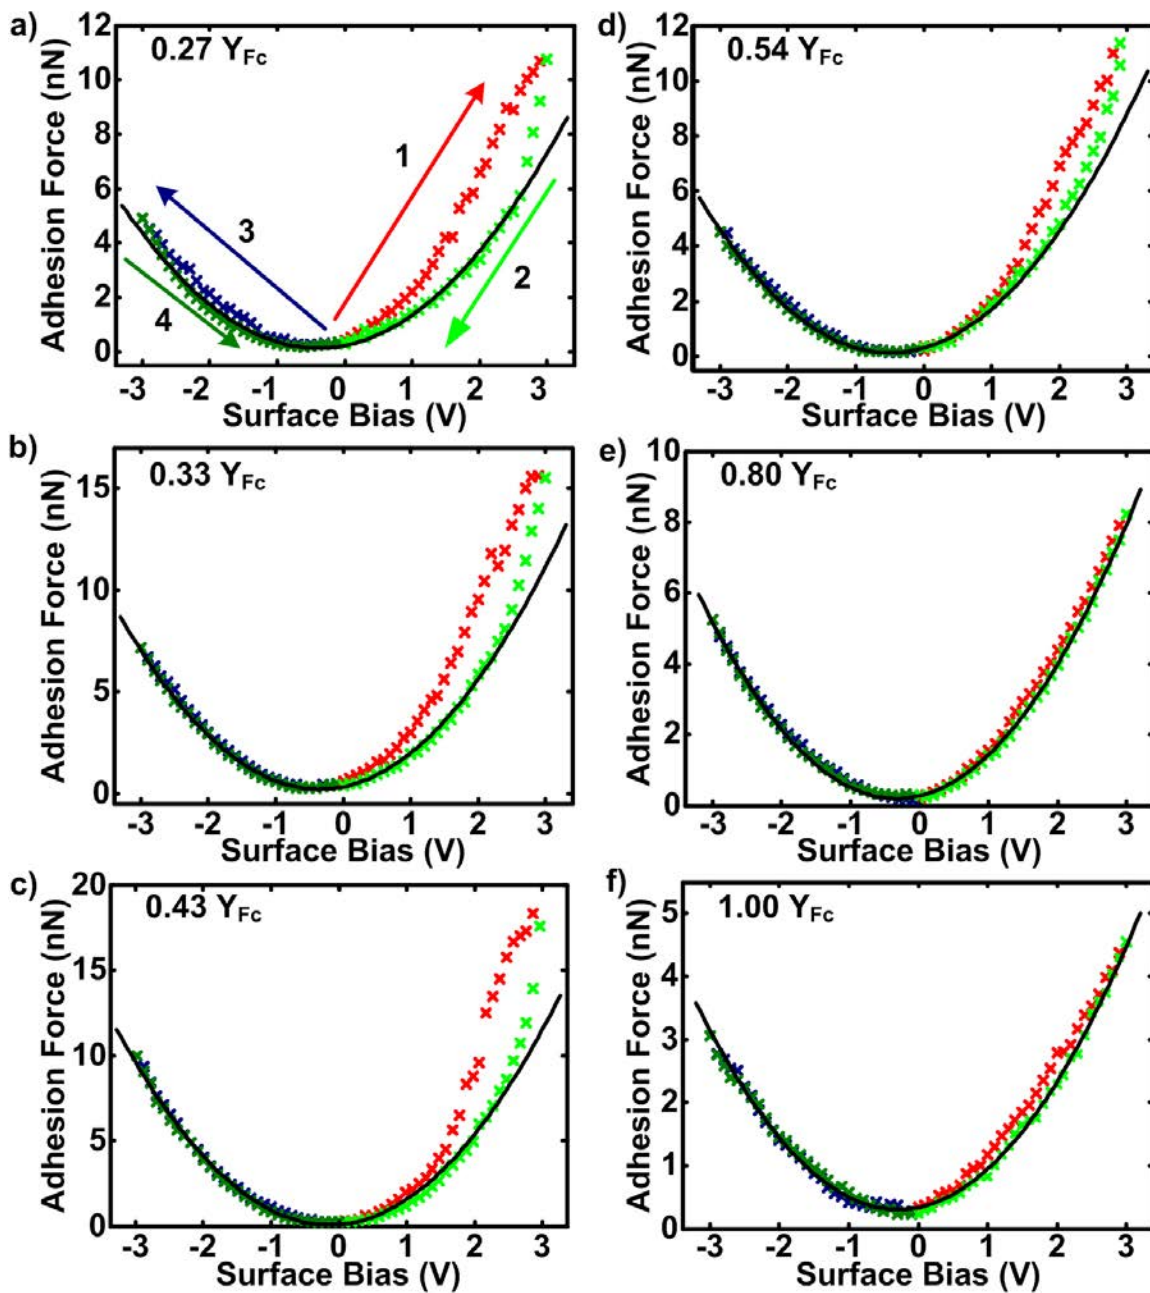 a)
0.27 Y_Fc
Adhesion Force (nN)
12
10
8
6
4
2
0
1
2
3
4
-3 -2 -1 0 1 2 3
Surface Bias (V)
b)
0.33 Y_Fc
Adhesion Force (nN)
15
10
5
0
-3 -2 -1 0 1 2 3
Surface Bias (V)
c)
0.43 Y_Fc
Adhesion Force (nN)
20
15
10
5
0
-3 -2 -1 0 1 2 3
Surface Bias (V)
d)
0.54 Y_Fc
Adhesion Force (nN)
12
10
8
6
4
2
0
-3 -2 -1 0 1 2 3
Surface Bias (V)
e)
0.80 Y_Fc
Adhesion Force (nN)
10
8
6
4
2
0
-3 -2 -1 0 1 2 3
Surface Bias (V)
f)
1.00 Y_Fc
Adhesion Force (nN)
5
4
3
2
1
0
-3 -2 -1 0 1 2 3
Surface Bias (V)